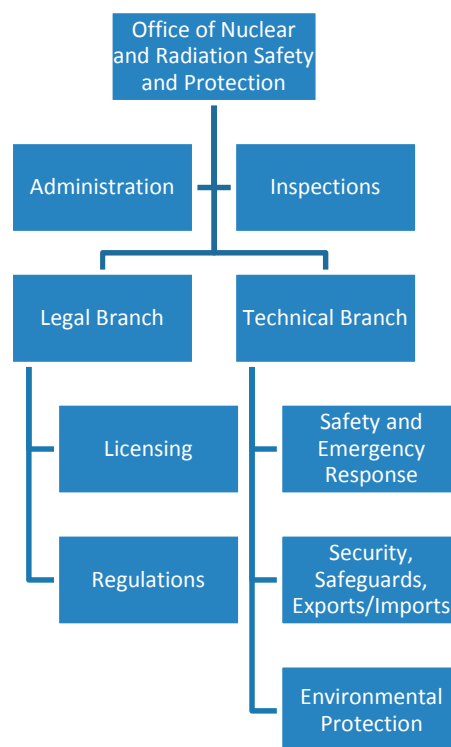 Office of Nuclear
and Radiation Safety
and Protection
Administration
Inspections
Legal Branch
Technical Branch
Licensing
Safety and
Emergency
Response
Regulations
Security,
Safeguards,
Exports/Imports
Environmental
Protection